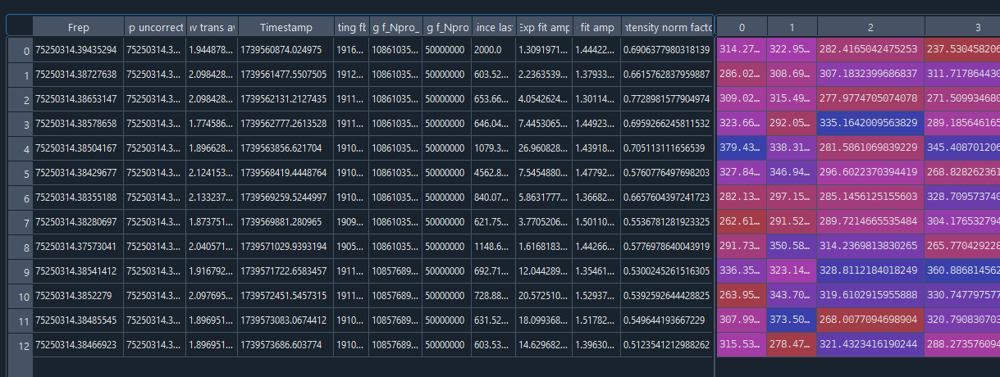 Frep p uncorrect v trans a Timestamp ting fb g f_Npro_ g f_Npro ince las Exp fit amp fit amp ntensity norm facto 0 1 2 3
0 75250314.39435294 75250314.3... 1.944878... 1739560874.024975 1916... 10861035... 50000000 2000.0 1.3091971... 1.44422... 0.6906377980318139 314.27... 322.95... 282.4165042475253 237.530458206
1 75250314.38727638 75250314.3... 2.098428... 1739561477.5507505 1912... 10861035... 50000000 603.52... 2.2363539... 1.37933... 0.6615762837959887 286.02... 308.69... 307.1832399686837 311.717864430
2 75250314.38653147 75250314.3... 2.098428... 1739562131.2127435 1911... 10861035... 50000000 653.66... 4.0542624... 1.30114... 0.7728981577904974 309.02... 315.49... 277.9774705074078 271.509934680
3 75250314.38578658 75250314.3... 1.774586... 1739562777.2613528 1911... 10861035... 50000000 646.04... 7.4453065... 1.44923... 0.6959266245811532 323.66... 292.05... 335.1642009563829 289.185646165
4 75250314.38504167 75250314.3... 1.896628... 1739563856.621704 1910... 10861035... 50000000 1079.3... 26.960828... 1.43918... 0.705113111656539 379.43... 338.31... 281.5861069839229 345.408701206
5 75250314.38429677 75250314.3... 2.124153... 1739568419.4448764 1910... 10861035... 50000000 4562.8... 7.5454880... 1.47792... 0.5760776497698203 327.84... 346.94... 296.6022370394419 268.828262361
6 75250314.38355188 75250314.3... 2.133237... 1739569259.5244997 1910... 10861035... 50000000 840.07... 5.8631777... 1.36682... 0.6657604397241723 282.13... 297.15... 285.1456125155603 328.709573740
7 75250314.38280697 75250314.3... 1.873751... 1739569881.280965 1909... 10861035... 50000000 621.75... 3.7705206... 1.50110... 0.5536781281923325 262.61... 291.52... 289.7214665535484 304.176532794
8 75250314.37573041 75250314.3... 2.040571... 1739571029.9393194 1905... 10861035... 50000000 1148.6... 1.6168183... 1.44266... 0.5776978640043919 291.73... 350.58... 314.2369813830265 265.770429228
9 75250314.38541412 75250314.3... 1.916792... 1739571722.6583457 1911... 10857689... 50000000 692.71... 12.044289... 1.35461... 0.5300245261516305 336.35... 323.14... 328.8112184018249 360.886814562
10 75250314.3852279 75250314.3... 2.097695... 1739572451.5457315 1911... 10857689... 50000000 728.88... 20.572510... 1.52937... 0.5392592644428825 263.95... 343.70... 319.6102915955888 330.747797577
11 75250314.38485545 75250314.3... 1.896951... 1739573083.0674412 1910... 10857689... 50000000 631.52... 18.099368... 1.51782... 0.549644193667229 307.99... 373.50... 268.0077094698904 320.790830703
12 75250314.38466923 75250314.3... 1.896951... 1739573686.603774 1910... 10857689... 50000000 603.53... 14.629682... 1.39630... 0.5123541212988262 315.53... 278.47... 321.4323416190244 288.273576094